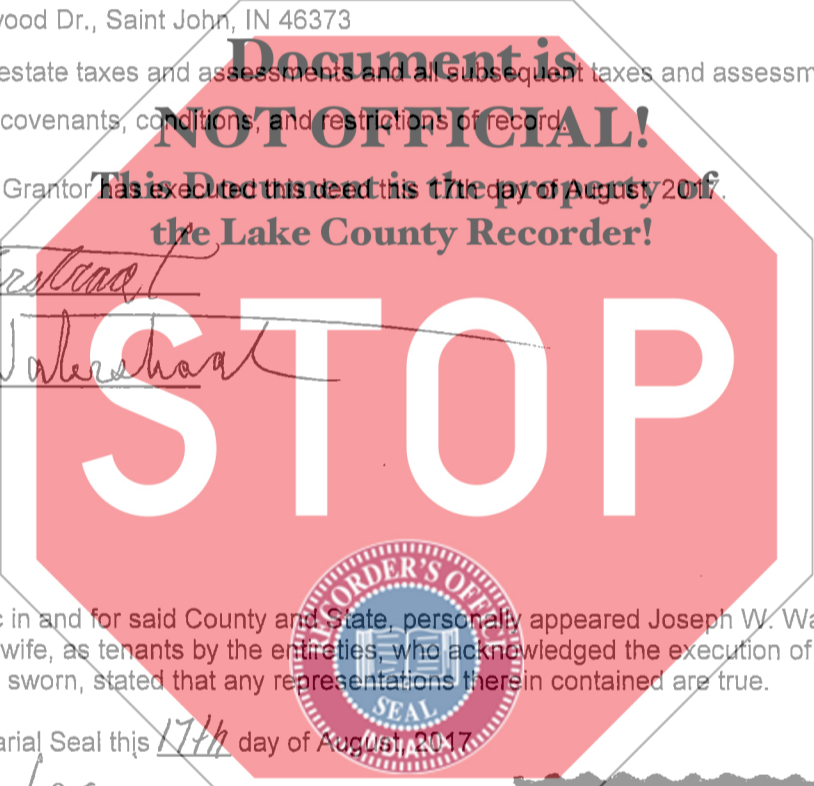 wood Dr., Saint John, IN 46373
Document is
estate taxes and assessments and all subsequent taxes and assessm
NOT OFFICIAL!
covenants, conditions, and restrictions of record.
This Document is the property of
Grantor has executed this deed this 17th day of August, 2017.
the Lake County Recorder!
STOP
RECORDER'S OFFICE
c in and for said County and State, personally appeared Joseph W. Wa
wife, as tenants by the entireties, who acknowledged the execution of
sworn, stated that any representations therein contained are true.
SEAL
INDIANA
arial Seal this 17th day of August, 2017